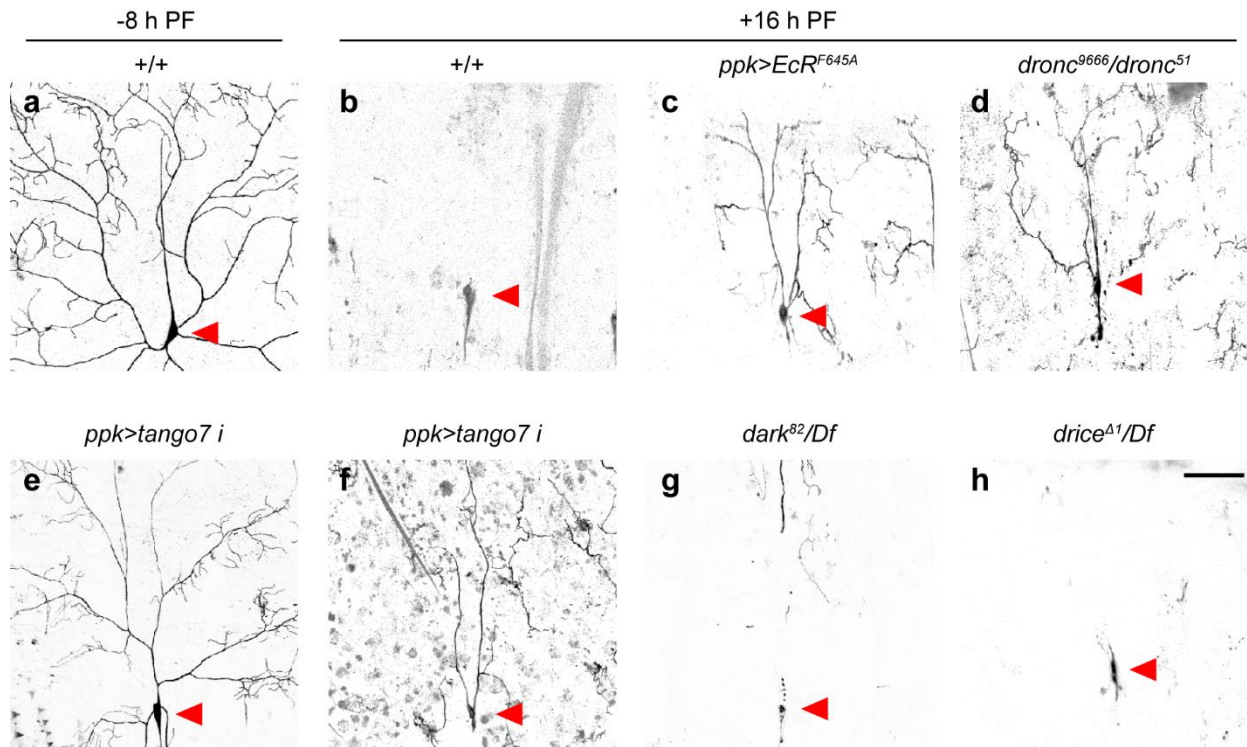 -8 h PF
+16 h PF
+/+
+/+
ppk>EcR^F645A
dronc^9666/dronc^51
a
b
c
d
ppk>tango7 i
ppk>tango7 i
dark^82/Df
drice^Δ1/Df
e
f
g
h